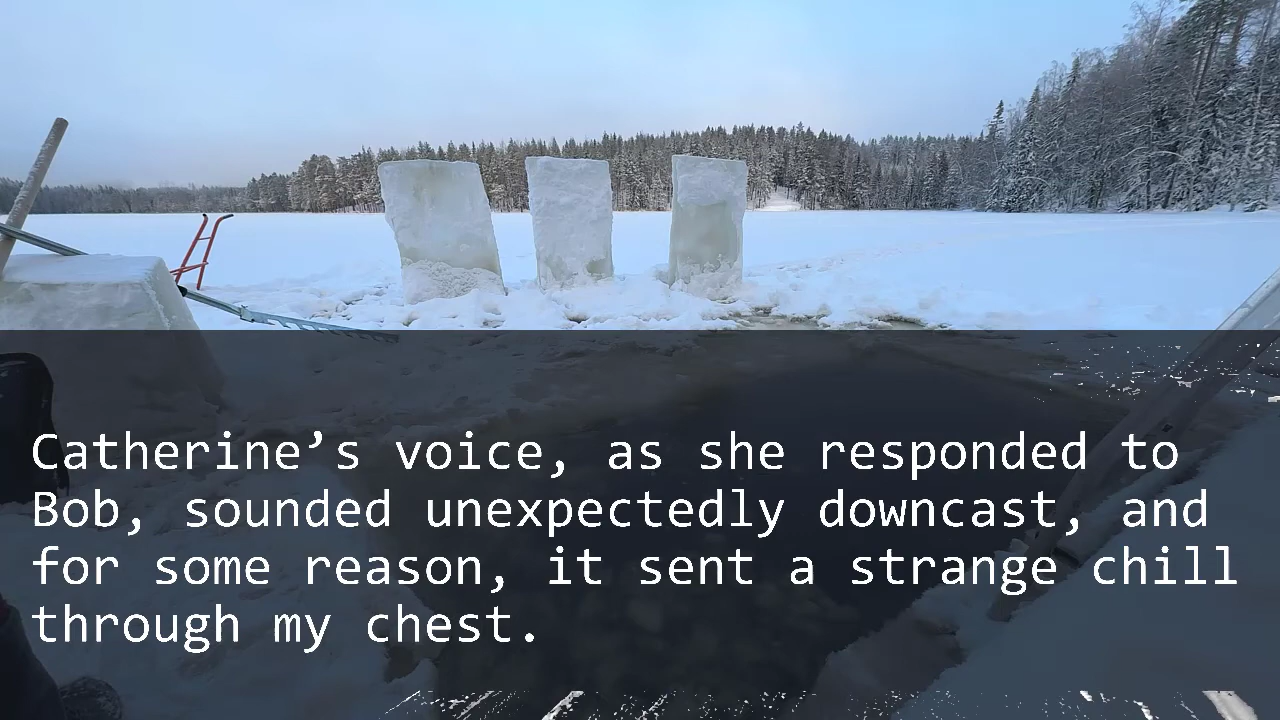 Catherine’s voice, as she responded to
Bob, sounded unexpectedly downcast, and
for some reason, it sent a strange chill
through my chest.